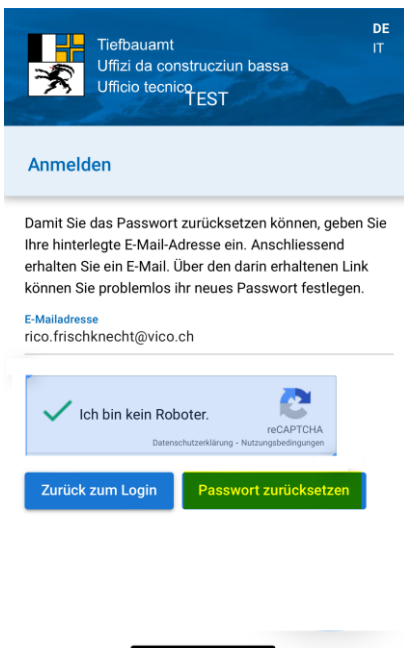 DE
IT
Tiefbauamt
Uffizi da construcziun bassa
Ufficio tecnico
TEST
Anmelden
Damit Sie das Passwort zurücksetzen können, geben Sie
Ihre hinterlegte E-Mail-Adresse ein. Anschliessend
erhalten Sie ein E-Mail. Über den darin erhaltenen Link
können Sie problemlos ihr neues Passwort festlegen.
E-Mailadresse
rico.frischknecht@vico.ch
Ich bin kein Roboter.
reCAPTCHA
Datenschutzerklärung - Nutzungsbedingungen
Zurück zum Login
Passwort zurücksetzen